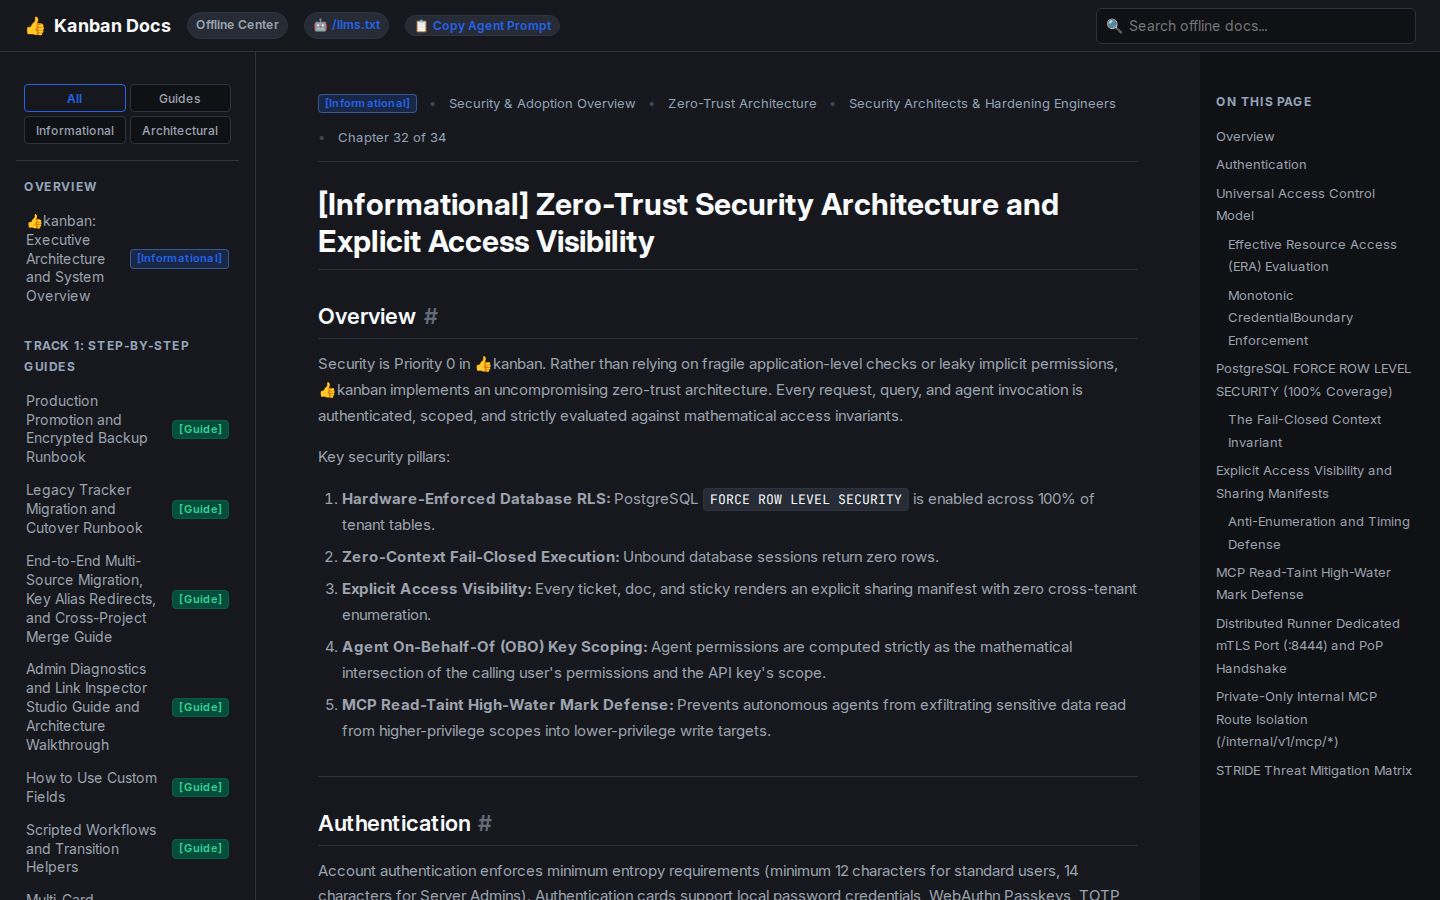 👍 Kanban Docs
Offline Center
🤖 /llms.txt
📋 Copy Agent Prompt
🔍 Search offline docs...
All
Guides
Informational
Architectural
OVERVIEW
👍kanban:
Executive
Architecture
and System
Overview
[Informational]
TRACK 1: STEP-BY-STEP
GUIDES
Production
Promotion and
Encrypted Backup
Runbook
[Guide]
Legacy Tracker
Migration and
Cutover Runbook
[Guide]
End-to-End Multi-
Source Migration,
Key Alias Redirects,
and Cross-Project
Merge Guide
[Guide]
Admin Diagnostics
and Link Inspector
Studio Guide and
Architecture
Walkthrough
[Guide]
How to Use Custom
Fields
[Guide]
Scripted Workflows
and Transition
Helpers
[Guide]
Multi-Card
[Informational] • Security & Adoption Overview • Zero-Trust Architecture • Security Architects & Hardening Engineers
• Chapter 32 of 34
[Informational] Zero-Trust Security Architecture and
Explicit Access Visibility
Overview #
Security is Priority 0 in 👍kanban. Rather than relying on fragile application-level checks or leaky implicit permissions,
👍kanban implements an uncompromising zero-trust architecture. Every request, query, and agent invocation is
authenticated, scoped, and strictly evaluated against mathematical access invariants.
Key security pillars:
1. Hardware-Enforced Database RLS: PostgreSQL FORCE ROW LEVEL SECURITY is enabled across 100% of
tenant tables.
2. Zero-Context Fail-Closed Execution: Unbound database sessions return zero rows.
3. Explicit Access Visibility: Every ticket, doc, and sticky renders an explicit sharing manifest with zero cross-tenant
enumeration.
4. Agent On-Behalf-Of (OBO) Key Scoping: Agent permissions are computed strictly as the mathematical
intersection of the calling user's permissions and the API key's scope.
5. MCP Read-Taint High-Water Mark Defense: Prevents autonomous agents from exfiltrating sensitive data read
from higher-privilege scopes into lower-privilege write targets.
Authentication #
Account authentication enforces minimum entropy requirements (minimum 12 characters for standard users, 14
characters for Server Admins). Authentication cards support local password credentials, WebAuthn Passkeys, TOTP
ON THIS PAGE
Overview
Authentication
Universal Access Control
Model
Effective Resource Access
(ERA) Evaluation
Monotonic
CredentialBoundary
Enforcement
PostgreSQL FORCE ROW LEVEL
SECURITY (100% Coverage)
The Fail-Closed Context
Invariant
Explicit Access Visibility and
Sharing Manifests
Anti-Enumeration and Timing
Defense
MCP Read-Taint High-Water
Mark Defense
Distributed Runner Dedicated
mTLS Port (:8444) and PoP
Handshake
Private-Only Internal MCP
Route Isolation
(/internal/v1/mcp/*)
STRIDE Threat Mitigation Matrix